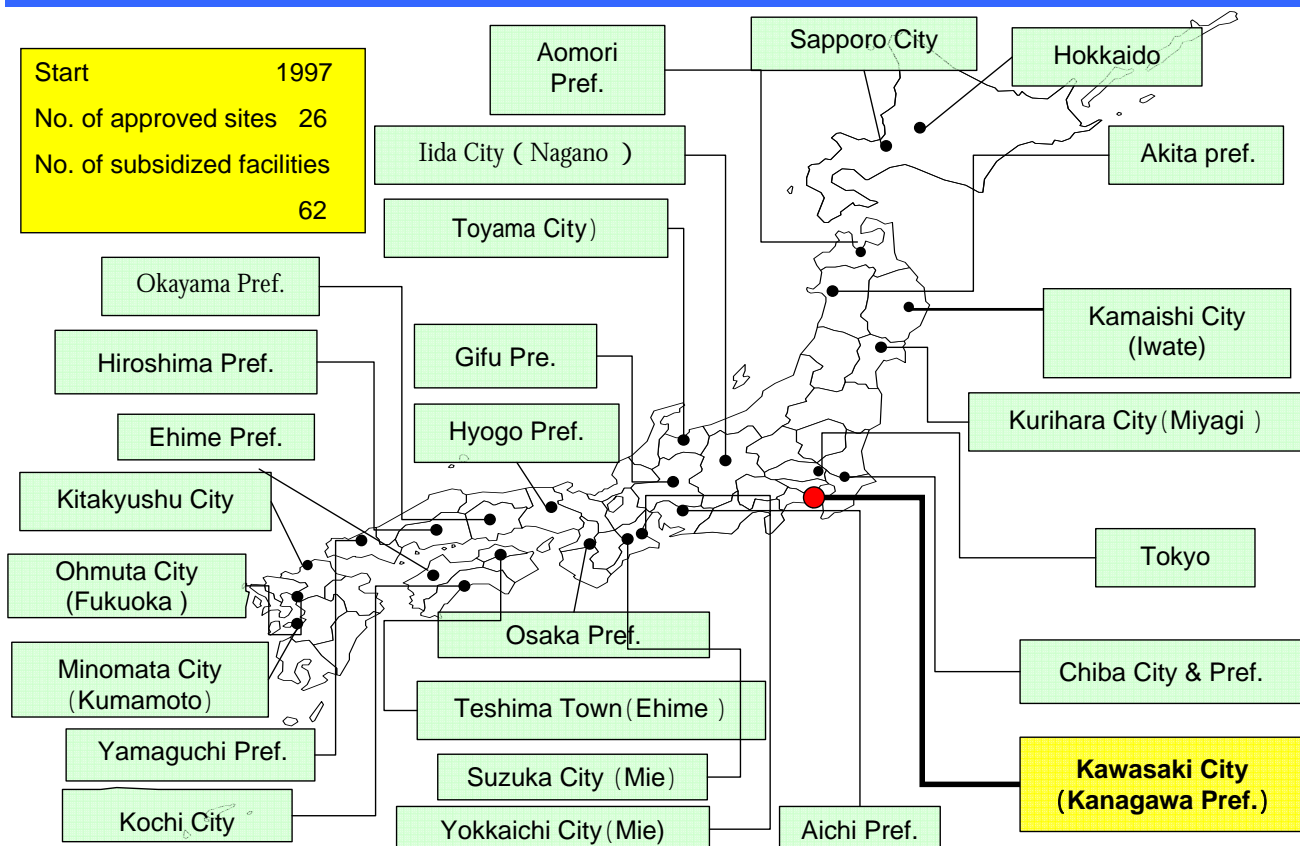 Start 1997
No. of approved sites 26
No. of subsidized facilities
62
Aomori
Pref.
Sapporo City
Hokkaido
Iida City ( Nagano )
Akita pref.
Toyama City)
Okayama Pref.
Kamaishi City
(Iwate)
Hiroshima Pref.
Gifu Pre.
Kurihara City(Miyagi )
Ehime Pref.
Hyogo Pref.
Kitakyushu City
Tokyo
Ohmuta City
(Fukuoka )
Osaka Pref.
Minomata City
(Kumamoto)
Chiba City & Pref.
Teshima Town(Ehime )
Yamaguchi Pref.
Suzuka City (Mie)
Kawasaki City
(Kanagawa Pref.)
Kochi City
Yokkaichi City(Mie)
Aichi Pref.